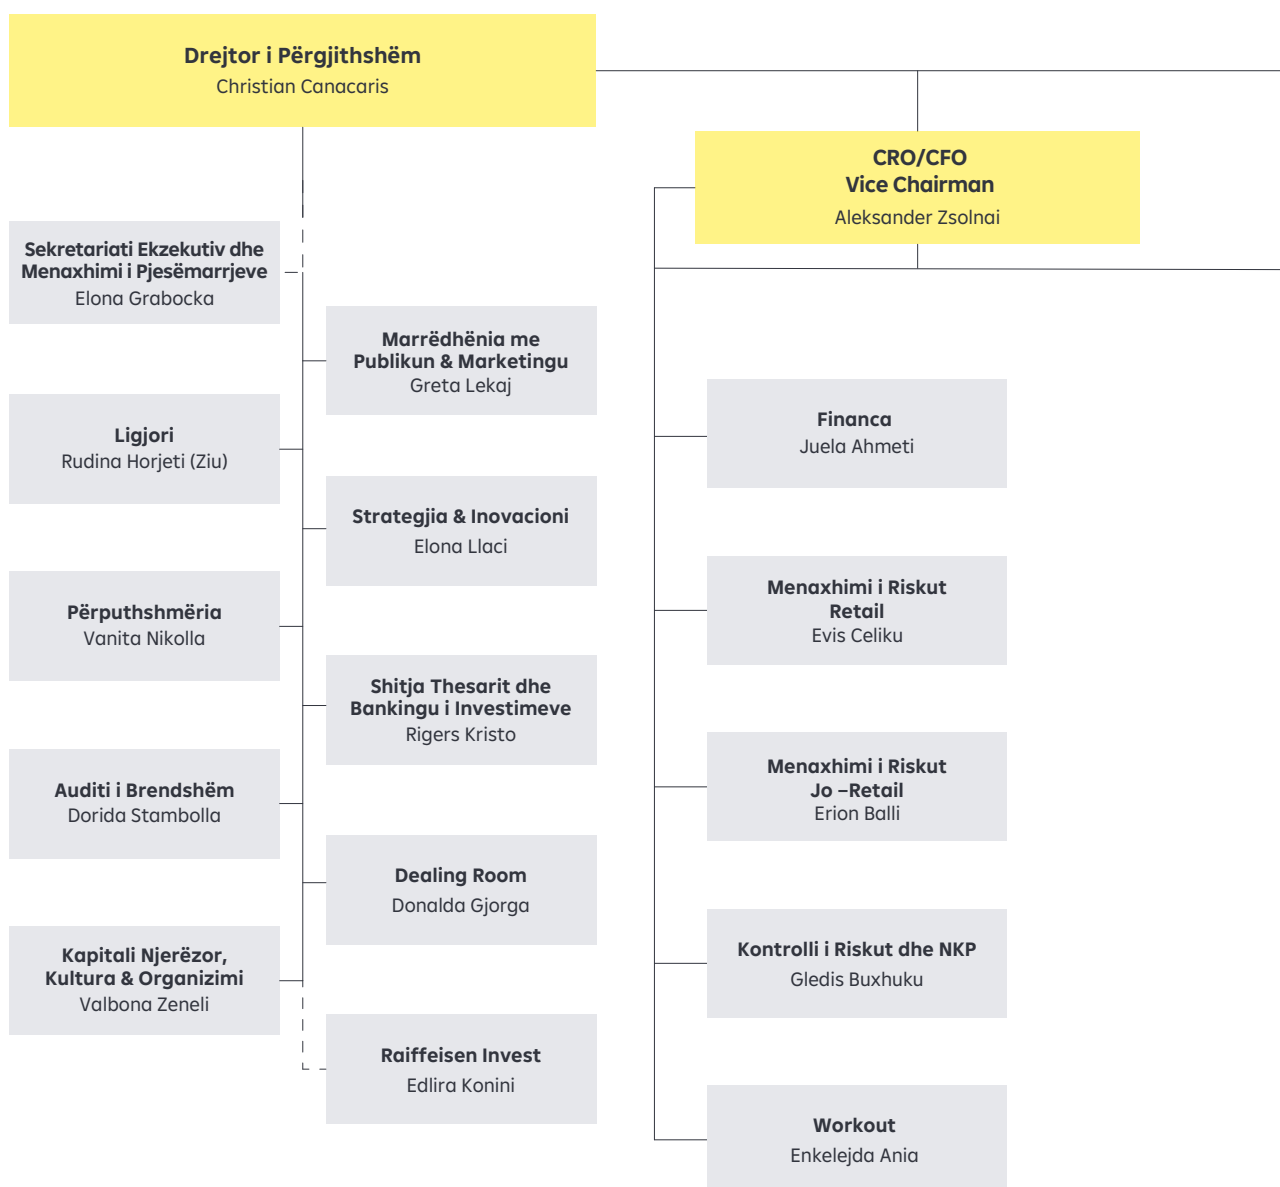 Drejtor i Përgjithshëm
Christian Canacaris
CRO/CFO
Vice Chairman
Aleksander Zsolnai
Sekretariati Ekzekutiv dhe
Menaxhimi i Pjesëmarrjeve
Elona Grabocka
Marrëdhënia me
Publikun & Marketingu
Greta Lekaj
Ligjori
Rudina Horjeti (Ziu)
Strategjia & Inovacioni
Elona Llaci
Përputhshmëria
Vanita Nikolla
Shitja Thesarit dhe
Bankingu i Investimeve
Rigers Kristo
Auditi i Brendshëm
Dorida Stambolla
Dealing Room
Donalda Gjorga
Kapitali Njerëzor,
Kultura & Organizimi
Valbona Zeneli
Raiffeisen Invest
Edlira Konini
Financa
Juela Ahmeti
Menaxhimi i Riskut
Retail
Evis Celiku
Menaxhimi i Riskut
Jo –Retail
Erion Balli
Kontrolli i Riskut dhe NKP
Gledis Buxhuku
Workout
Enkelejda Ania